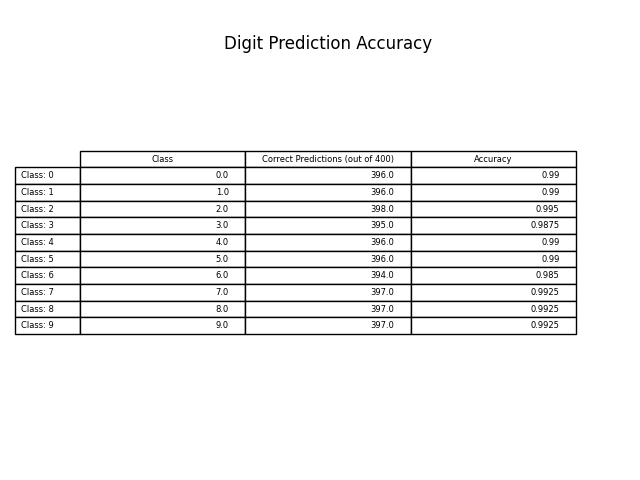 Digit Prediction Accuracy
Class Correct Predictions (out of 400) Accuracy
Class: 0 0.0 396.0 0.99
Class: 1 1.0 396.0 0.99
Class: 2 2.0 398.0 0.995
Class: 3 3.0 395.0 0.9875
Class: 4 4.0 396.0 0.99
Class: 5 5.0 396.0 0.99
Class: 6 6.0 394.0 0.985
Class: 7 7.0 397.0 0.9925
Class: 8 8.0 397.0 0.9925
Class: 9 9.0 397.0 0.9925